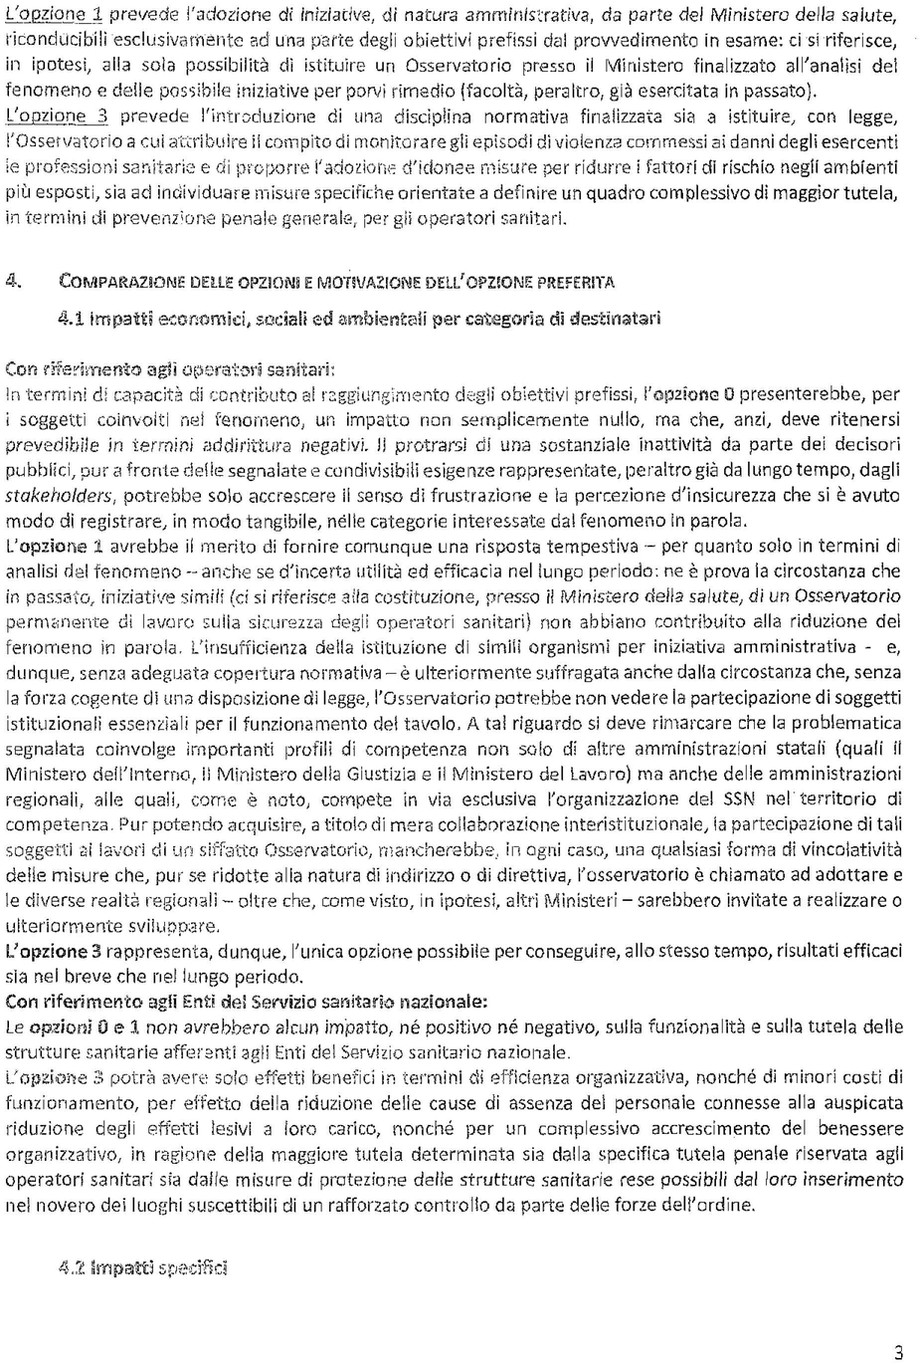 L'opzione 1 prevede l'adozione di iniziative, di natura amministrativa, da parte del Ministero della salute,
riconducibili esclusivamente ad una parte degli obiettivi prefissi dal provvedimento in esame: ci si riferisce,
in ipotesi, alla sola possibilità di istituire un Osservatorio presso il Ministero finalizzato all'analisi del
fenomeno e delle possibile iniziative per porvi rimedio (facoltà, peraltro, già esercitata in passato).
L'opzione 3 prevede l'introduzione di una disciplina normativa finalizzata sia a istituire, con legge,
l'Osservatorio a cui attribuire il compito di monitorare gli episodi di violenza commessi ai danni degli esercenti
le professioni sanitarie e di proporre l'adozione d'idonee misure per ridurre i fattori di rischio negli ambienti
più esposti, sia ad individuare misure specifiche orientate a definire un quadro complessivo di maggior tutela,
in termini di prevenzione penale generale, per gli operatori sanitari.
4. COMPARAZIONE DELLE OPZIONI E MOTIVAZIONE DELL'OPZIONE PREFERITA
4.1 Impatti economici, sociali ed ambientali per categoria di destinatari
Con riferimento agli operatori sanitari:
In termini di capacità di contributo al raggiungimento degli obiettivi prefissi, l'opzione 0 presenterebbe, per
i soggetti coinvolti nel fenomeno, un impatto non semplicemente nullo, ma che, anzi, deve ritenersi
prevedibile in termini addirittura negativi. Il protrarsi di una sostanziale inattività da parte dei decisori
pubblici, pur a fronte delle segnalate e condivisibili esigenze rappresentate, peraltro già da lungo tempo, dagli
stakeholders, potrebbe solo accrescere il senso di frustrazione e la percezione d'insicurezza che si è avuto
modo di registrare, in modo tangibile, nelle categorie interessate dal fenomeno in parola.
L'opzione 1 avrebbe il merito di fornire comunque una risposta tempestiva – per quanto solo in termini di
analisi del fenomeno – anche se d'incerta utilità ed efficacia nel lungo periodo: ne è prova la circostanza che
in passato, iniziative simili (ci si riferisce alla costituzione, presso il Ministero della salute, di un Osservatorio
permanente di lavoro sulla sicurezza degli operatori sanitari) non abbiano contribuito alla riduzione del
fenomeno in parola. L'insufficienza della istituzione di simili organismi per iniziativa amministrativa - e,
dunque, senza adeguata copertura normativa – è ulteriormente suffragata anche dalla circostanza che, senza
la forza cogente di una disposizione di legge, l'Osservatorio potrebbe non vedere la partecipazione di soggetti
istituzionali essenziali per il funzionamento del tavolo. A tal riguardo si deve rimarcare che la problematica
segnalata coinvolge importanti profili di competenza non solo di altre amministrazioni statali (quali il
Ministero dell'Interno, il Ministero della Giustizia e il Ministero del Lavoro) ma anche delle amministrazioni
regionali, alle quali, come è noto, compete in via esclusiva l'organizzazione del SSN nel territorio di
competenza. Pur potendo acquisire, a titolo di mera collaborazione interistituzionale, la partecipazione di tali
soggetti ai lavori di un siffatto Osservatorio, mancherebbe, in ogni caso, una qualsiasi forma di vincolatività
delle misure che, pur se ridotte alla natura di indirizzo o di direttiva, l'osservatorio è chiamato ad adottare e
le diverse realtà regionali – oltre che, come visto, in ipotesi, altri Ministeri – sarebbero invitate a realizzare o
ulteriormente sviluppare.
L'opzione 3 rappresenta, dunque, l'unica opzione possibile per conseguire, allo stesso tempo, risultati efficaci
sia nel breve che nel lungo periodo.
Con riferimento agli Enti del Servizio sanitario nazionale:
Le opzioni 0 e 1 non avrebbero alcun impatto, né positivo né negativo, sulla funzionalità e sulla tutela delle
strutture sanitarie afferenti agli Enti del Servizio sanitario nazionale.
L'opzione 3 potrà avere solo effetti benefici in termini di efficienza organizzativa, nonché di minori costi di
funzionamento, per effetto della riduzione delle cause di assenza del personale connesse alla auspicata
riduzione degli effetti lesivi a loro carico, nonché per un complessivo accrescimento del benessere
organizzativo, in ragione della maggiore tutela determinata sia dalla specifica tutela penale riservata agli
operatori sanitari sia dalle misure di protezione delle strutture sanitarie rese possibili dal loro inserimento
nel novero dei luoghi suscettibili di un rafforzato controllo da parte delle forze dell'ordine.
4.2 Impatti specifici
3